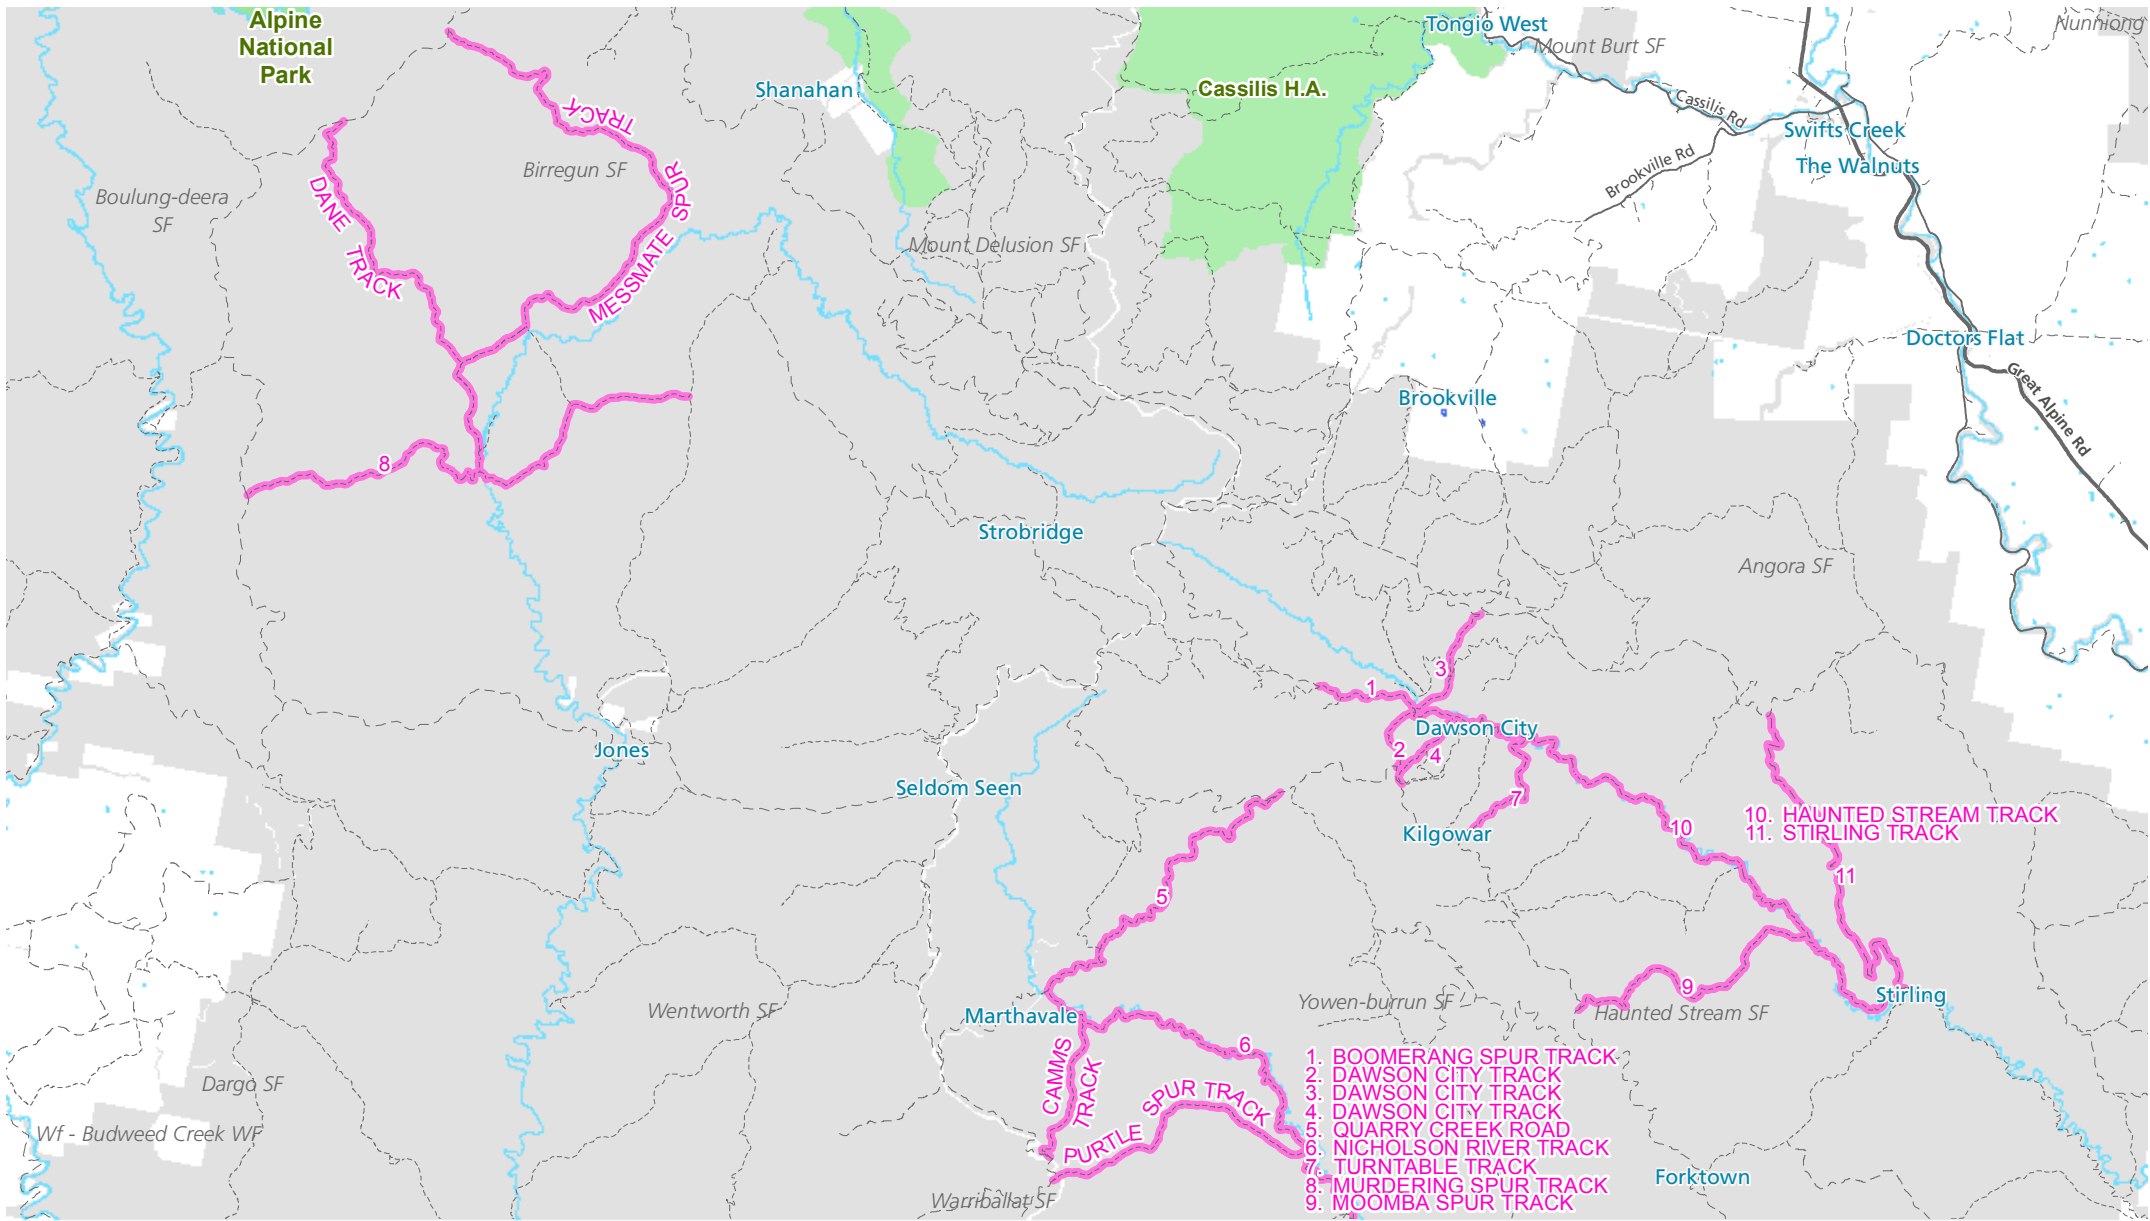 Alpine
National
Park
Tongio West
Mount Burt SF
Nunniong
Shanahan
Cassilis H.A.
Cassilis Rd
Swifts Creek
TRACK
Birregun SF
Brookville Rd
The Walnuts
Boulung-deera
SF
DANE TRACK
MESSMATE SPUR
Mount Delusion SF
Doctors Flat
Great Alpine Rd
Brookville
8
Strobridge
Angora SF
3
1
Dawson City
2
4
Jones
Seldom Seen
7
Kilgowar
10
10. HAUNTED STREAM TRACK
11. STIRLING TRACK
11
5
9
Stirling
Wentworth SF
Marthavale
Yowen-burrun SF
Haunted Stream SF
6
CAMMS
TRACK
Dargo SF
PURTLE SPUR TRACK
1. BOOMERANG SPUR TRACK
2. DAWSON CITY TRACK
3. DAWSON CITY TRACK
4. DAWSON CITY TRACK
5. QUARRY CREEK ROAD
6. NICHOLSON RIVER TRACK
7. TURNTABLE TRACK
8. MURDERING SPUR TRACK
9. MOOMBA SPUR TRACK
Wf - Budweed Creek WF
Forktown
Warriballat SF